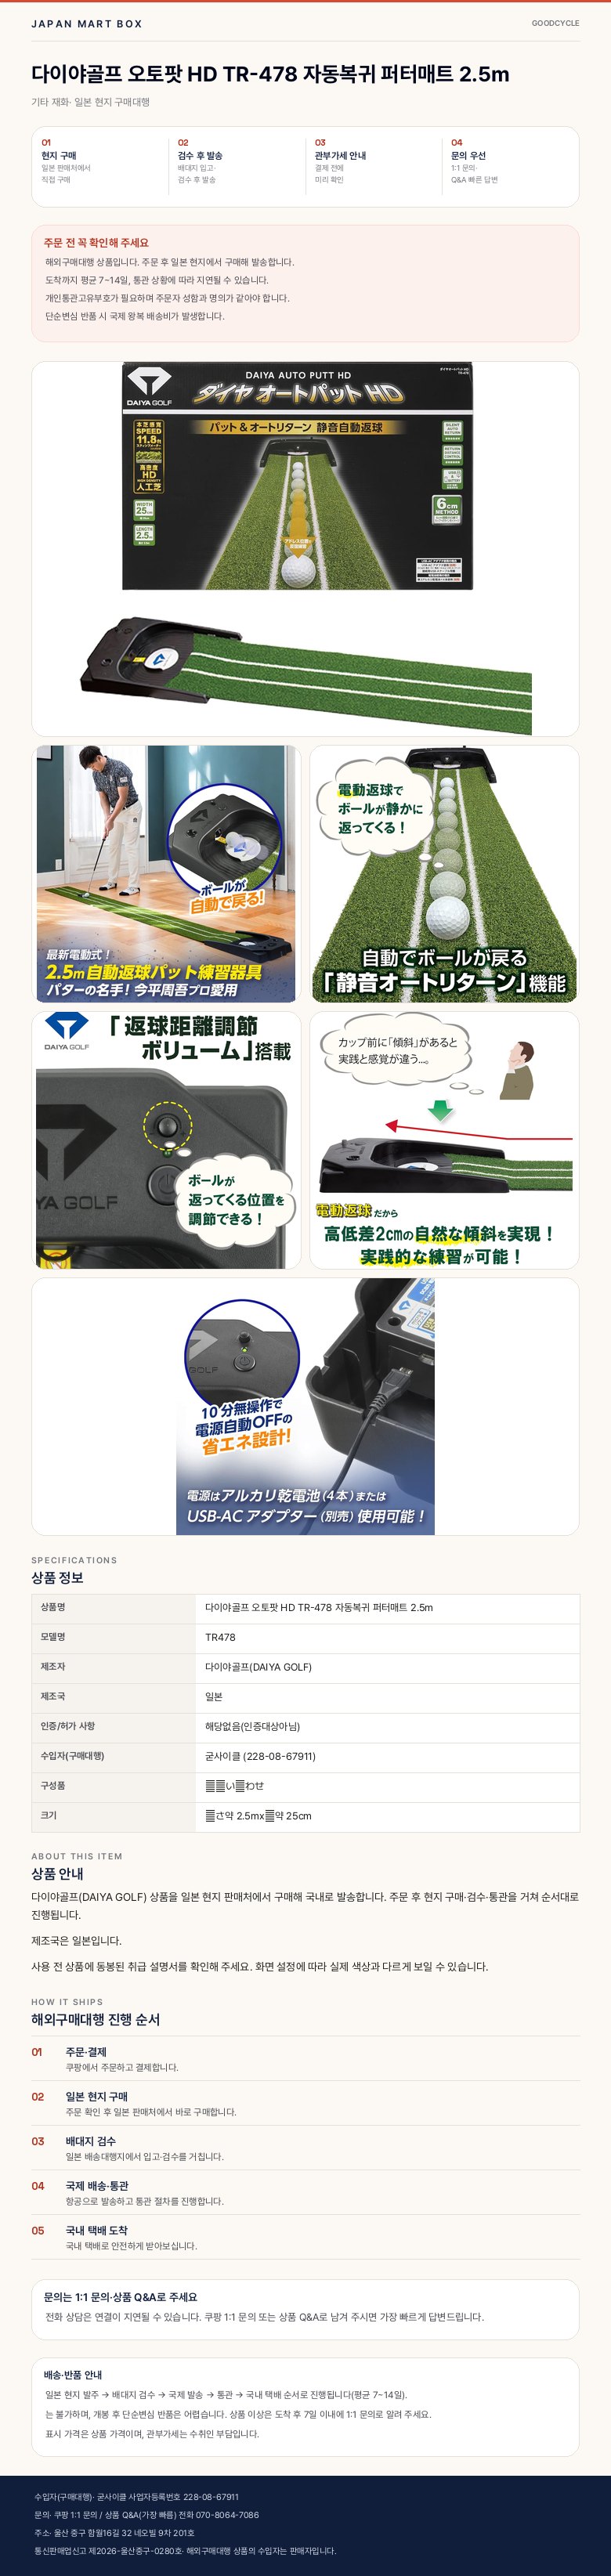 JAPAN MART BOX
GOODCYCLE
다이야골프 오토팟 HD TR-478 자동복귀 퍼터매트 2.5m
기타 재화· 일본 현지 구매대행
01
현지 구매
일본 판매처에서
직접 구매
02
검수 후 발송
배대지 입고·
검수 후 발송
03
관부가세 안내
결제 전에
미리 확인
04
문의 우선
1:1 문의·
Q&A 빠른 답변
주문 전 꼭 확인해 주세요
해외구매대행 상품입니다. 주문 후 일본 현지에서 구매해 발송합니다.
도착까지 평균 7~14일, 통관 상황에 따라 지연될 수 있습니다.
개인통관고유부호가 필요하며 주문자 성함과 명의가 같아야 합니다.
단순변심 반품 시 국제 왕복 배송비가 발생합니다.
DAIYA GOLF
DAIYA AUTO PUTT HD
ダイヤオートパットHD
パット&オートリターン 静音自動返球
本芝感覚
SPEED
11.8ft
高密度
HD
人工芝
WIDTH
25cm
LENGTH
2.5m
SILENT
AUTO
RETURN
RETURN
DISTANCE
CONTROL
6cm
METHOD
ボールが
自動で戻る!
最新電動式!
2.5m自動返球パット練習器具
パターの名手!今平周吾プロ愛用
電動返球で
ボールが静かに
返ってくる!
自動でボールが戻る
「静音オートリターン」機能
DAIYA GOLF
「返球距離調節
ボリューム」搭載
IYA GOLF
ボールが
返ってくる位置を
調節できる!
カップ前に「傾斜」があると
実践と感覚が違う…。
電動返球だから
高低差2cmの自然な傾斜を実現!
実践的な練習が可能!
GOLF
10分無操作で
電源自動OFFの
省エネ設計!
電源はアルカリ乾電池(4本)または
USB-ACアダプター(別売)使用可能!
SPECIFICATIONS
상품 정보
상품명 다이야골프 오토팟 HD TR-478 자동복귀 퍼터매트 2.5m
모델명 TR478
제조자 다이야골프(DAIYA GOLF)
제조국 일본
인증/허가 사항 해당없음(인증대상아님)
수입자(구매대행) 굳사이클 (228-08-67911)
구성품 い わせ
크기 さ약 2.5mx 약 25cm
ABOUT THIS ITEM
상품 안내
다이야골프(DAIYA GOLF) 상품을 일본 현지 판매처에서 구매해 국내로 발송합니다. 주문 후 현지 구매·검수·통관을 거쳐 순서대로
진행됩니다.
제조국은 일본입니다.
사용 전 상품에 동봉된 취급 설명서를 확인해 주세요. 화면 설정에 따라 실제 색상과 다르게 보일 수 있습니다.
HOW IT SHIPS
해외구매대행 진행 순서
01 주문·결제
쿠팡에서 주문하고 결제합니다.
02 일본 현지 구매
주문 확인 후 일본 판매처에서 바로 구매합니다.
03 배대지 검수
일본 배송대행지에서 입고·검수를 거칩니다.
04 국제 배송·통관
항공으로 발송하고 통관 절차를 진행합니다.
05 국내 택배 도착
국내 택배로 안전하게 받아보십니다.
문의는 1:1 문의·상품 Q&A로 주세요
전화 상담은 연결이 지연될 수 있습니다. 쿠팡 1:1 문의 또는 상품 Q&A로 남겨 주시면 가장 빠르게 답변드립니다.
배송·반품 안내
일본 현지 발주 → 배대지 검수 → 국제 발송 → 통관 → 국내 택배 순서로 진행됩니다(평균 7~14일).
는 불가하며, 개봉 후 단순변심 반품은 어렵습니다. 상품 이상은 도착 후 7일 이내에 1:1 문의로 알려 주세요.
표시 가격은 상품 가격이며, 관부가세는 수취인 부담입니다.
수입자(구매대행)· 굳사이클 사업자등록번호 228-08-67911
문의· 쿠팡 1:1 문의 / 상품 Q&A(가장 빠름) 전화 070-8064-7086
주소· 울산 중구 함월16길 32 네오빌 9차 201호
통신판매업신고 제2026-울산중구-0280호· 해외구매대행 상품의 수입자는 판매자입니다.